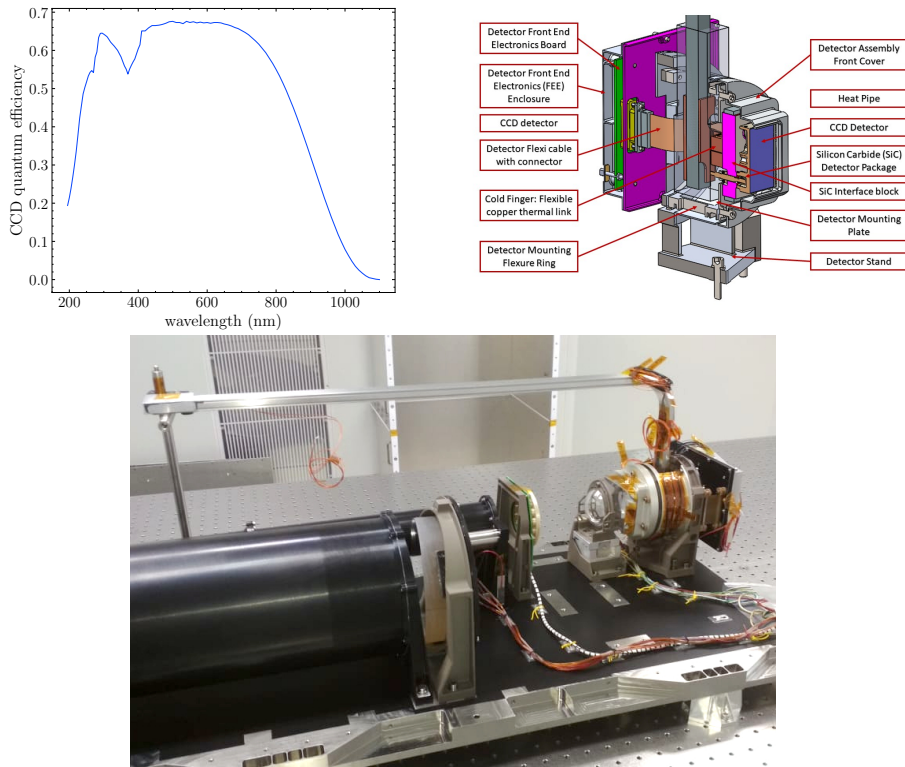 0.7
0.6
0.5
0.4
0.3
0.2
0.1
0.0
CCD quantum efficiency
200
400
600
800
1000
wavelength (nm)
Detector Front End
Electronics Board
Detector Front End
Electronics (FEE)
Enclosure
CCD detector
Detector Flexi cable
with connector
Cold Finger: Flexible
copper thermal link
Detector Mounting
Flexure Ring
Detector Assembly
Front Cover
Heat Pipe
CCD Detector
Silicon Carbide (SiC)
Detector Package
SiC Interface block
Detector Mounting
Plate
Detector Stand